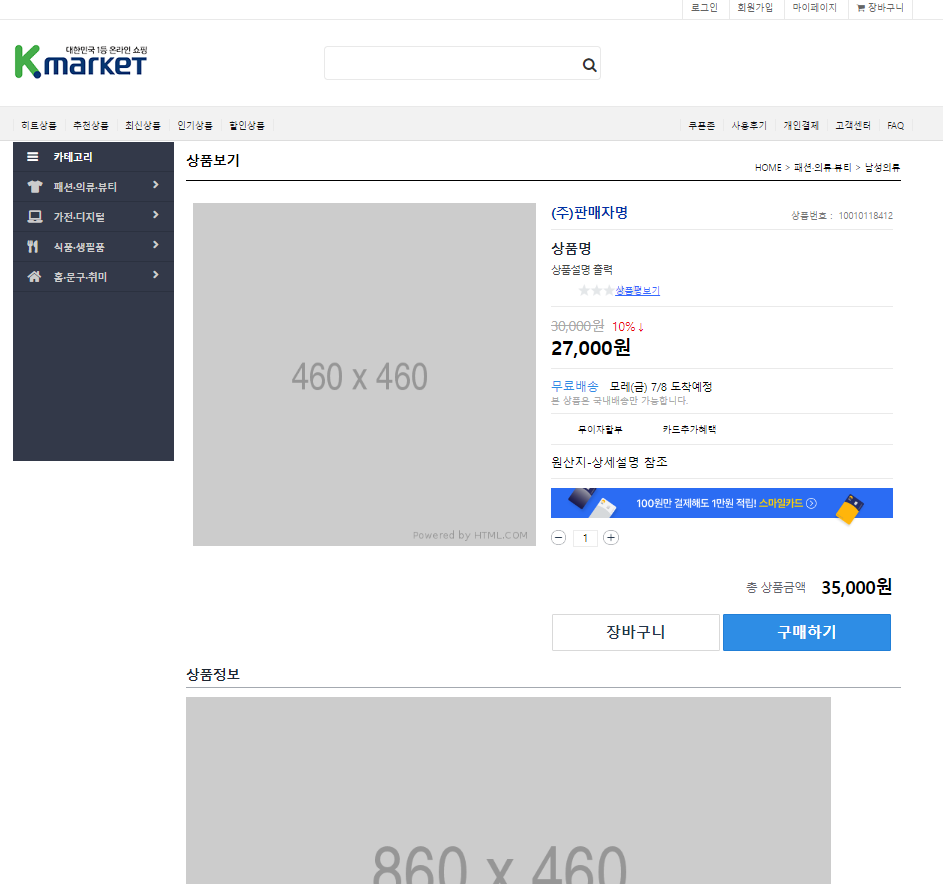 로그인 회원가입 마이페이지 장바구니
대한민국 1등 온라인 쇼핑
Kmarket
히트상품 추천상품 최신상품 인기상품 할인상품 쿠폰존 사용후기 개인결제 고객센터 FAQ
카테고리
패션·의류·뷰티
가전·디지털
식품·생필품
홈·문구·취미
상품보기
HOME > 패션·의류·뷰티 > 남성의류
460 x 460
Powered by HTML.COM
(주)판매자명 상품번호 : 10010118412
상품명
상품설명 출력
상품평보기
30,000원 10%↓
27,000원
무료배송 모레(금) 7/8 도착예정
본 상품은 국내배송만 가능합니다.
무이자할부 카드추가혜택
원산지-상세설명 참조
100원만 결제해도 1만원 적립! 스마일카드
1
총 상품금액 35,000원
장바구니 구매하기
상품정보
860 x 460